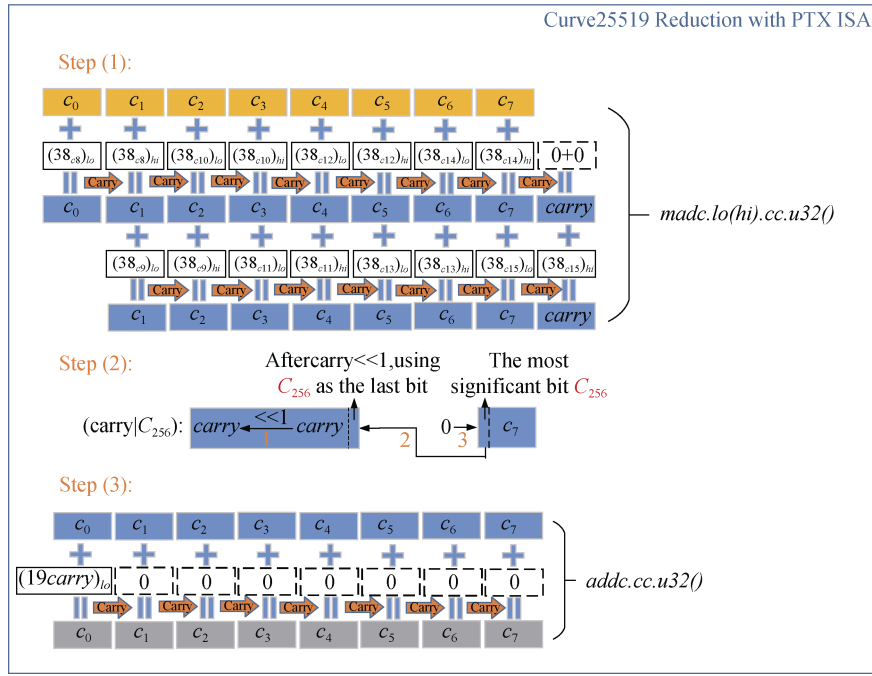 Curve25519 Reduction with PTX ISA
Step (1):
c0 c1 c2 c3 c4 c5 c6 c7
+ + + + + + + +
(38c8)lo (38c8)hi (38c10)lo (38c10)hi (38c12)lo (38c12)hi (38c14)lo (38c14)hi 0+0
Carry Carry Carry Carry Carry Carry Carry Carry
c0 c1 c2 c3 c4 c5 c6 c7 carry
madc.lo(hi).cc.u32()
+ + + + + + + +
(38c9)lo (38c9)hi (38c11)lo (38c11)hi (38c13)lo (38c13)hi (38c15)lo (38c15)hi
Carry Carry Carry Carry Carry Carry Carry
c1 c2 c3 c4 c5 c6 c7 carry
Step (2):
Aftercarry<<1,using
C256 as the last bit
The most
significant bit C256
(carry|C256):
carry <<1 carry
1
2
0
3
c7
Step (3):
c0 c1 c2 c3 c4 c5 c6 c7
+ + + + + + + +
(19carry)lo 0 0 0 0 0 0 0
addc.cc.u32()
Carry Carry Carry Carry Carry Carry Carry
c0 c1 c2 c3 c4 c5 c6 c7